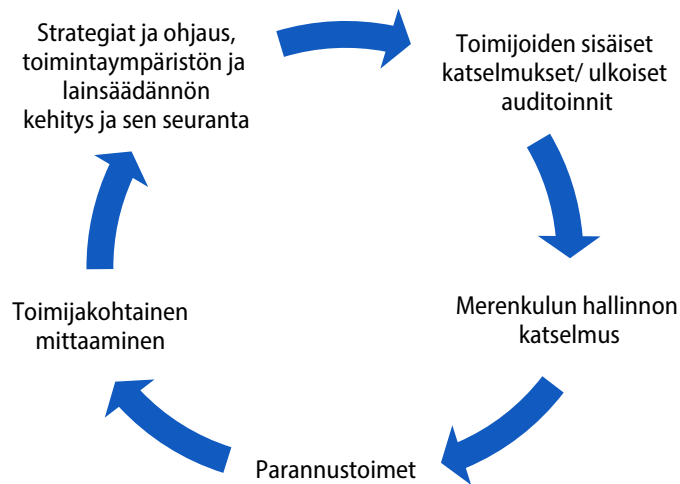 Strategiat ja ohjaus,
toimintaympäristön ja
lainsäädännön
kehitys ja sen seuranta
Toimijoiden sisäiset
katselmukset/ ulkoiset
auditoinnit
Merenkulun hallinnon
katselmus
Parannustoimet
Toimijakohtainen
mittaaminen